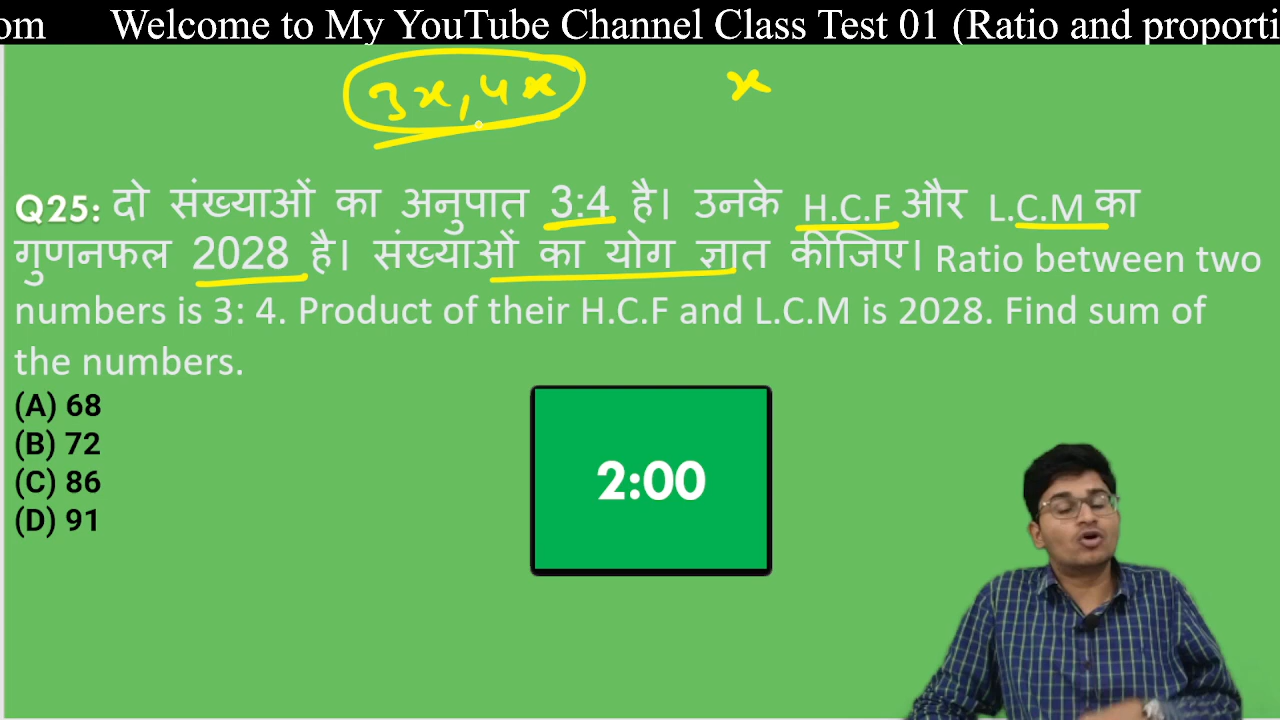 om Welcome to My YouTube Channel Class Test 01 (Ratio and proporti
3x, 4x x
Q25: दो संख्याओं का अनुपात 3:4 है। उनके H.C.F और L.C.M का
गुणनफल 2028 है। संख्याओं का योग ज्ञात कीजिए। Ratio between two
numbers is 3: 4. Product of their H.C.F and L.C.M is 2028. Find sum of
the numbers.
(A) 68
(B) 72
(C) 86
(D) 91
2:00